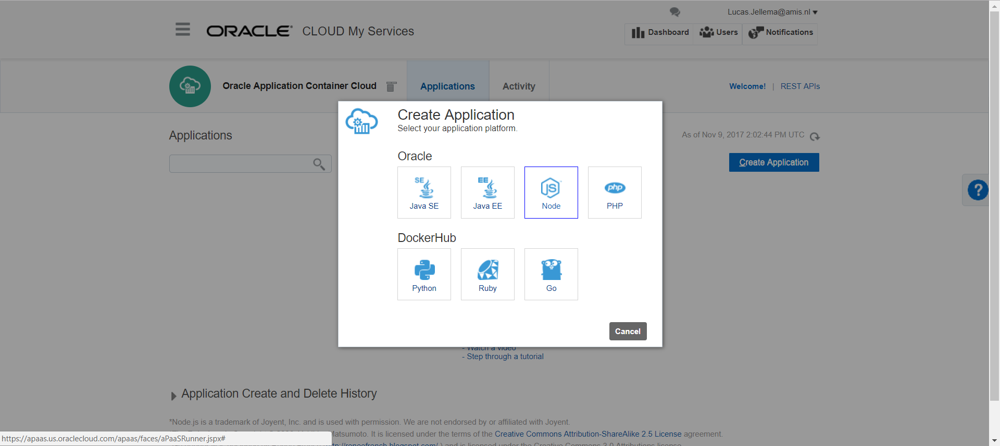 Lucas.Jellema@amis.nl
ORACLE CLOUD My Services
Dashboard Users Notifications
Oracle Application Container Cloud Applications Activity Welcome! | REST APIs
Create Application
Select your application platform.
Applications As of Nov 9, 2017 2:02:44 PM UTC
Create Application
Oracle
SE EE JS php
Java SE Java EE Node PHP
DockerHub
Python Ruby Go
Cancel
- Watch a video
- Step through a tutorial
Application Create and Delete History
*Node.js is a trademark of Joyent, Inc. and is used with permission. We are not endorsed by or affiliated with Joyent.
Matsumoto. It is licensed under the terms of the Creative Commons Attribution-ShareAlike 2.5 License agreement.
https://apaas.us.oraclecloud.com/apaas/faces/aPaaSRunner.jspx#
http://reneefrench.blogspot.com/ ) and is licensed under the Creative Commons 3.0 Attributions license.